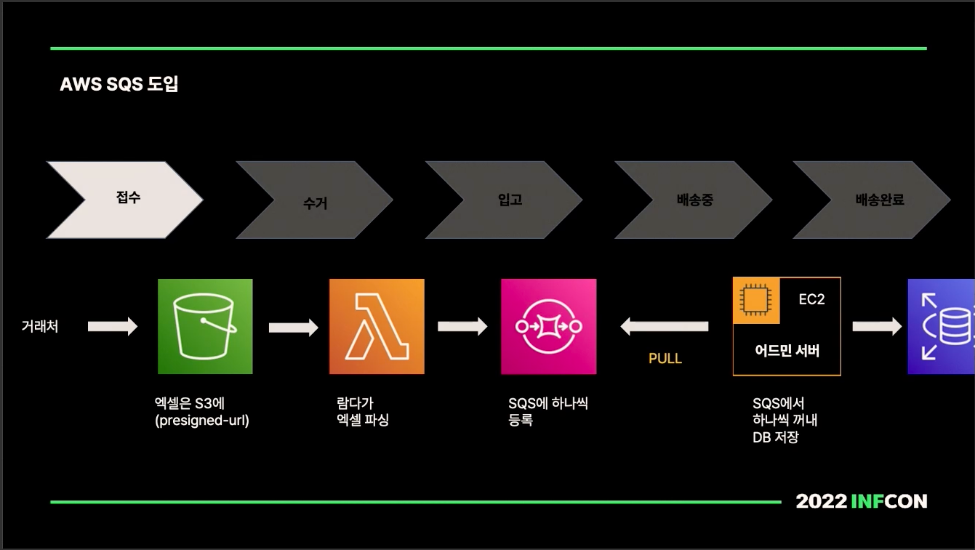 AWS SQS 도입
접수
수거
입고
배송중
배송완료
거래처
PULL
EC2
어드민 서버
엑셀은 S3에
(presigned-url)
람다가
엑셀 파싱
SQS에 하나씩
등록
SQS에서
하나씩 꺼내
DB 저장
2022 INFCON